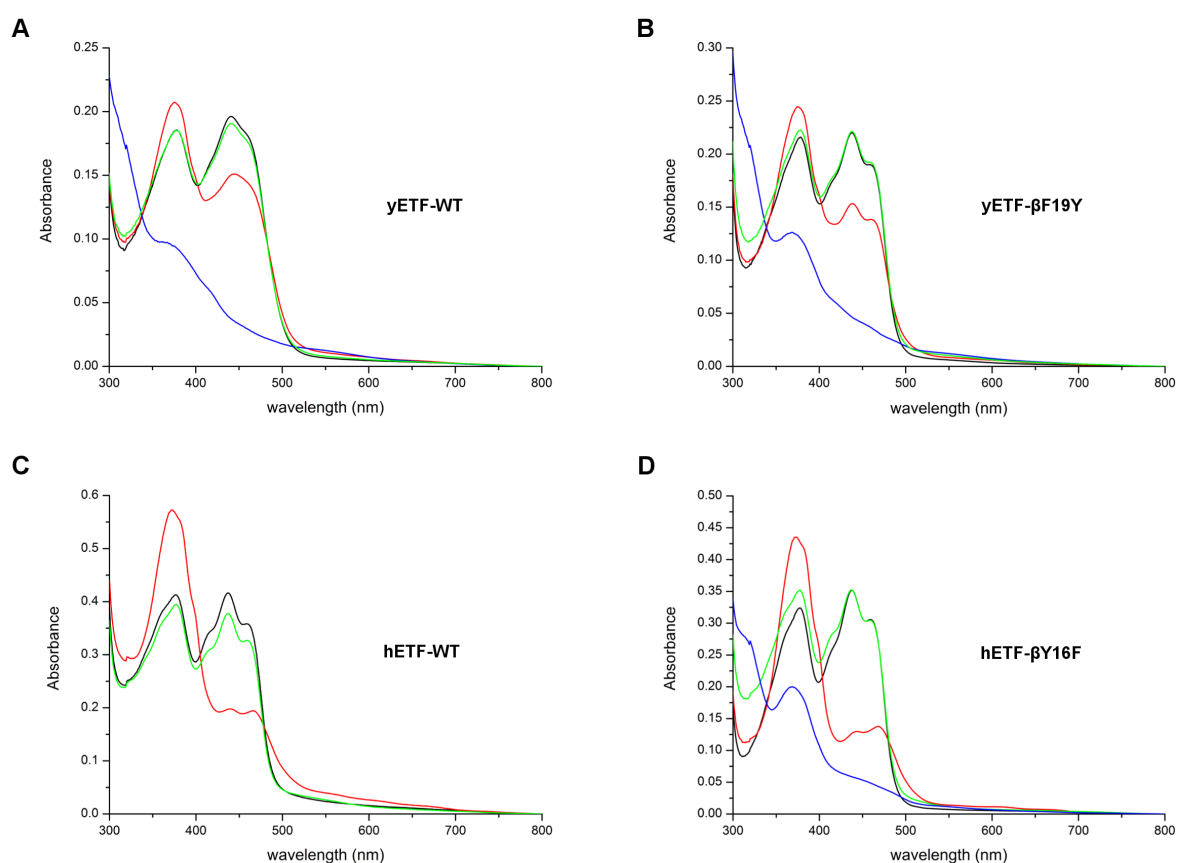 A
0.25
0.20
0.15
0.10
0.05
0.00
Absorbance
yETF-WT
300 400 500 600 700 800
wavelength (nm)
B
0.30
0.25
0.20
0.15
0.10
0.05
0.00
Absorbance
yETF-βF19Y
300 400 500 600 700 800
wavelength (nm)
C
0.6
0.5
0.4
0.3
0.2
0.1
0.0
Absorbance
hETF-WT
300 400 500 600 700 800
wavelength (nm)
D
0.50
0.45
0.40
0.35
0.30
0.25
0.20
0.15
0.10
0.05
0.00
Absorbance
hETF-βY16F
300 400 500 600 700 800
wavelength (nm)